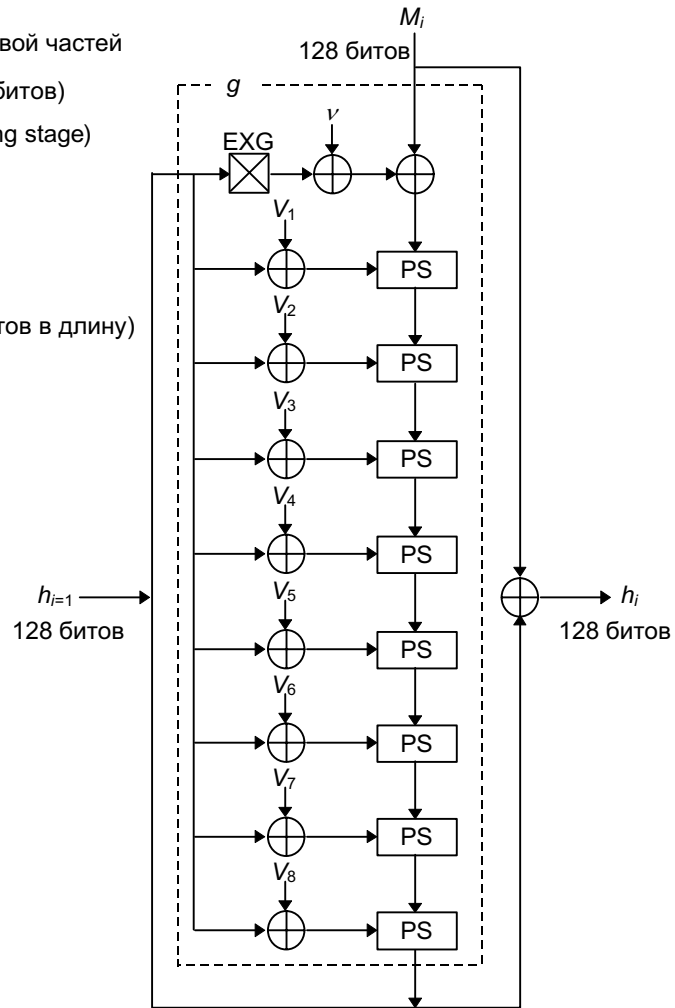 M_i
вой частей
128 битов
битов)
g
ng stage)
v
EXG
V_1
PS
V_2
тов в длину)
PS
V_3
PS
V_4
PS
h_{i=1}
h_i
V_5
128 битов
128 битов
PS
V_6
PS
V_7
PS
V_8
PS